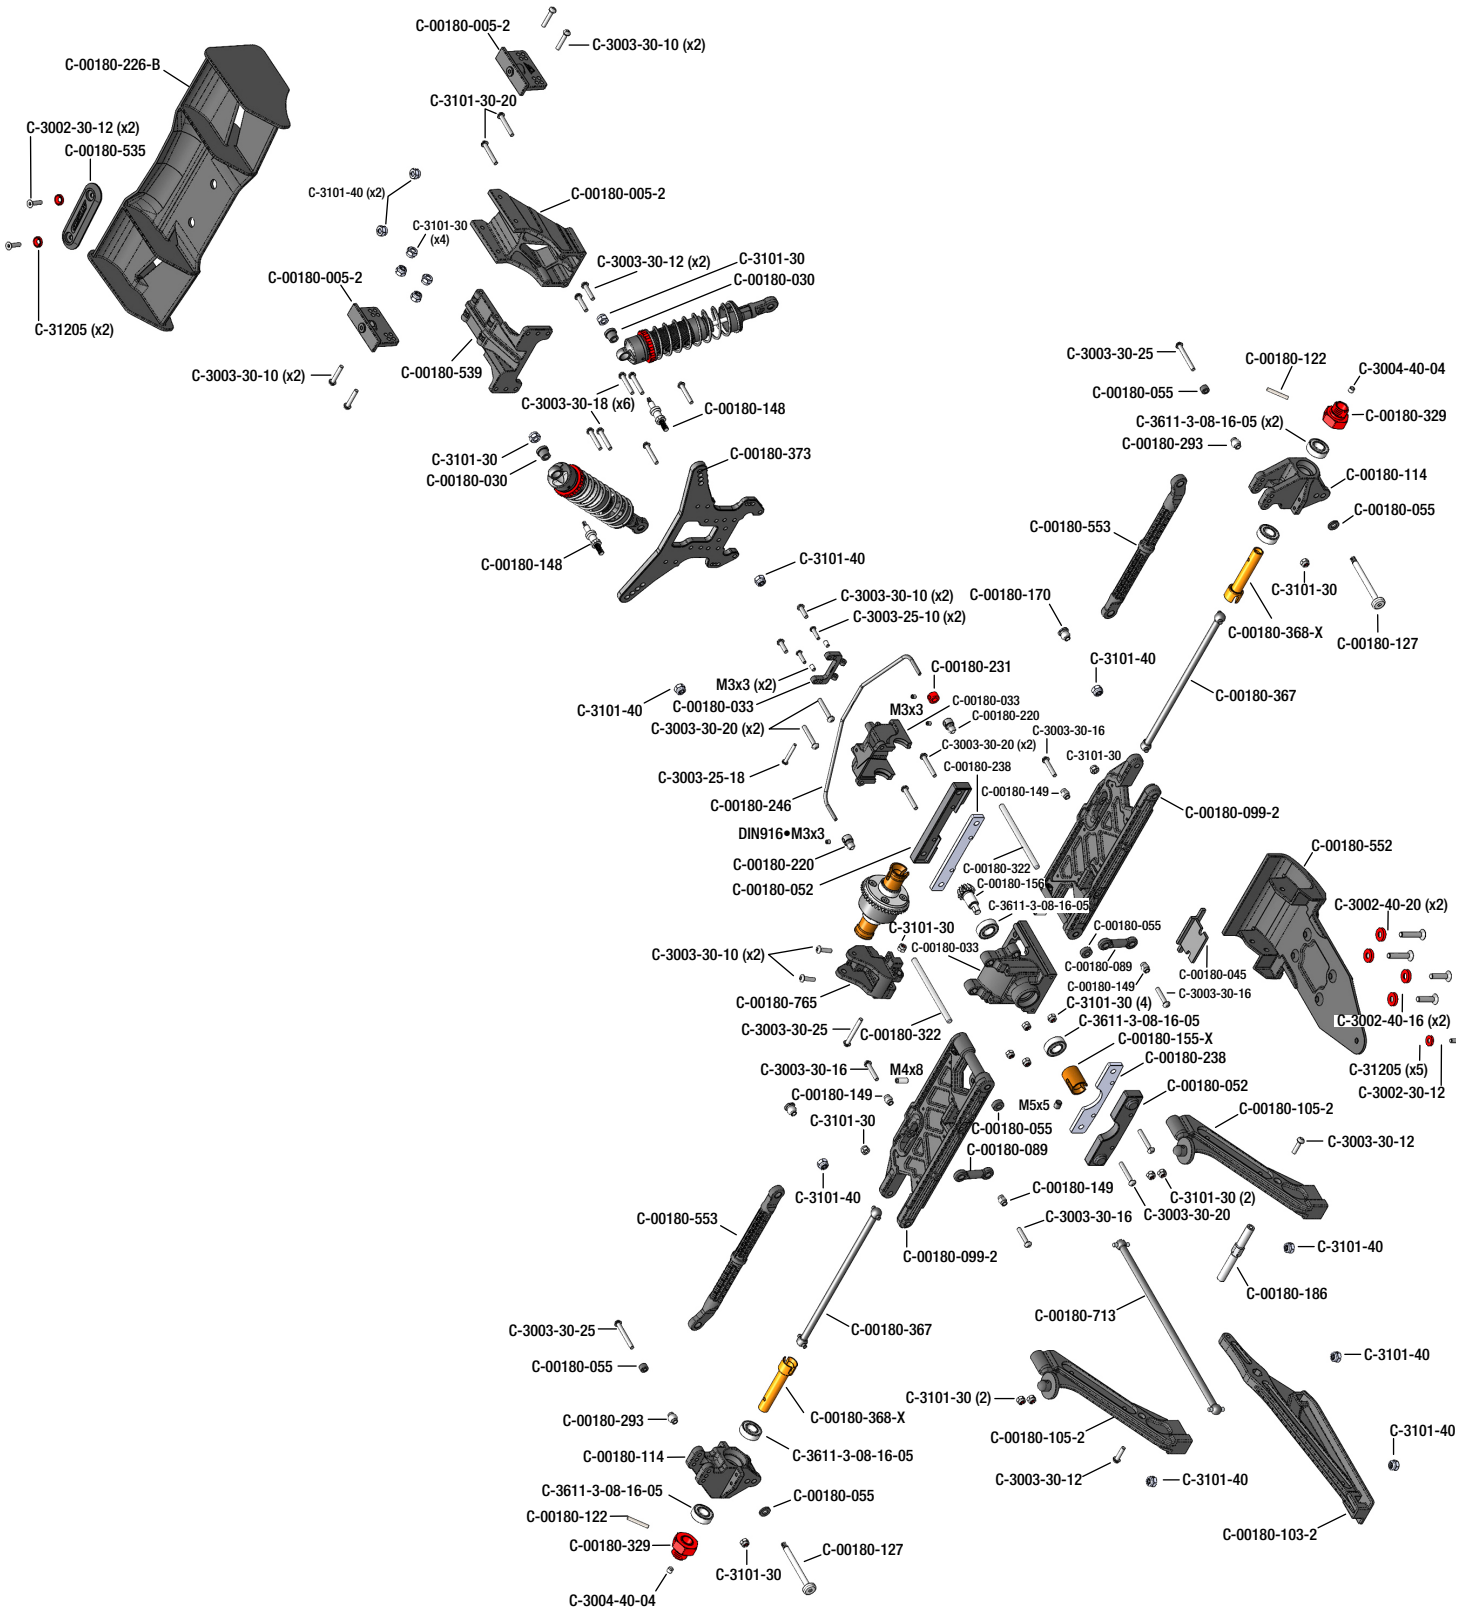 C-00180-005-2
C-3003-30-10 (x2)
C-00180-226-B
C-3101-30-20
C-3002-30-12 (x2)
C-00180-535
C-3101-40 (x2)
C-00180-005-2
C-3101-30
(x4)
C-3003-30-12 (x2)
C-3101-30
C-00180-030
C-00180-005-2
C-31205 (x2)
C-3003-30-10 (x2)
C-00180-539
C-3003-30-18 (x6)
C-00180-148
C-3101-30
C-00180-030
C-00180-373
C-00180-148
C-3101-40
C-3003-30-25
C-00180-122
C-3004-40-04
C-00180-055
C-00180-329
C-3611-3-08-16-05 (x2)
C-00180-293
C-00180-114
C-00180-055
C-00180-553
C-3101-30
C-00180-127
C-00180-368-X
C-3003-30-10 (x2)
C-3003-25-10 (x2)
C-00180-170
C-3101-40
C-00180-367
M3x3 (x2)
C-00180-033
C-3101-40
C-3003-30-20 (x2)
C-00180-231
C-00180-033
M3x3
C-00180-220
C-3003-30-16
C-3003-30-20 (x2)
C-3101-30
C-00180-238
C-3003-25-18
C-00180-246
C-00180-149
C-00180-099-2
DIN916•M3x3
C-00180-220
C-00180-052
C-00180-322
C-00180-156
C-3611-3-08-16-05
C-00180-552
C-3002-40-20 (x2)
C-3101-30
C-00180-033
C-00180-055
C-00180-089
C-00180-045
C-3003-30-10 (x2)
C-00180-765
C-00180-149
C-3003-30-16
C-3101-30 (4)
C-3611-3-08-16-05
C-3002-40-16 (x2)
C-3003-30-25
C-00180-322
C-00180-155-X
C-00180-238
C-00180-052
C-31205 (x5)
C-3002-30-12
C-3003-30-16
M4x8
C-00180-149
M5x5
C-00180-105-2
C-3101-30
C-00180-055
C-00180-089
C-3003-30-12
C-3101-40
C-00180-149
C-3101-30 (2)
C-3003-30-20
C-3003-30-16
C-00180-553
C-00180-099-2
C-3101-40
C-00180-186
C-00180-713
C-3003-30-25
C-00180-367
C-00180-055
C-3101-40
C-3101-30 (2)
C-00180-293
C-00180-368-X
C-00180-105-2
C-3101-40
C-00180-114
C-3611-3-08-16-05
C-3003-30-12
C-3101-40
C-3611-3-08-16-05
C-00180-055
C-00180-122
C-00180-103-2
C-00180-329
C-00180-127
C-3101-30
C-3004-40-04